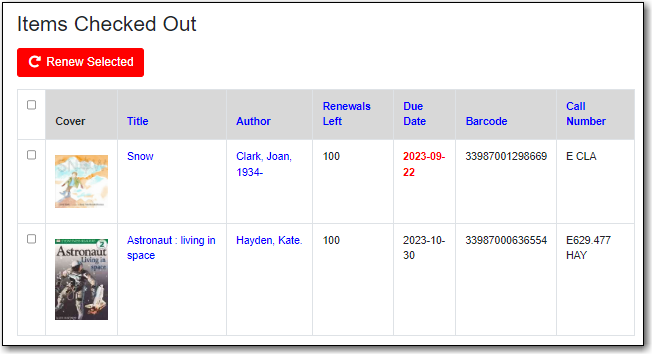 Items Checked Out
Renew Selected
Cover Title Author Renewals Left Due Date Barcode Call Number
Snow Clark, Joan, 1934- 100 2023-09-22 33987001298669 E CLA
Astronaut : living in space Hayden, Kate. 100 2023-10-30 33987000636554 E629.477 HAY
2
Astronaut
Living in
space